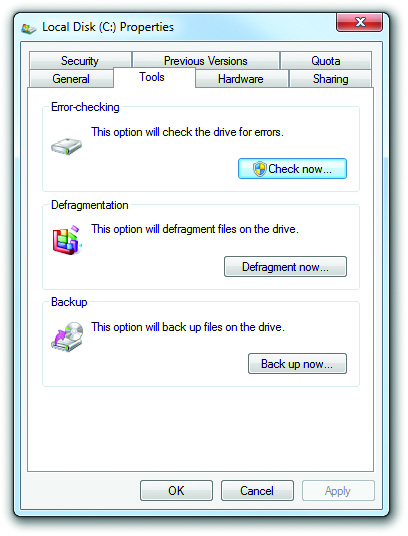 Local Disk (C:) Properties
Security Previous Versions Quota
General Tools Hardware Sharing
Error-checking
This option will check the drive for errors.
Check now...
Defragmentation
This option will defragment files on the drive.
Defragment now...
Backup
This option will back up files on the drive.
Back up now...
OK Cancel Apply